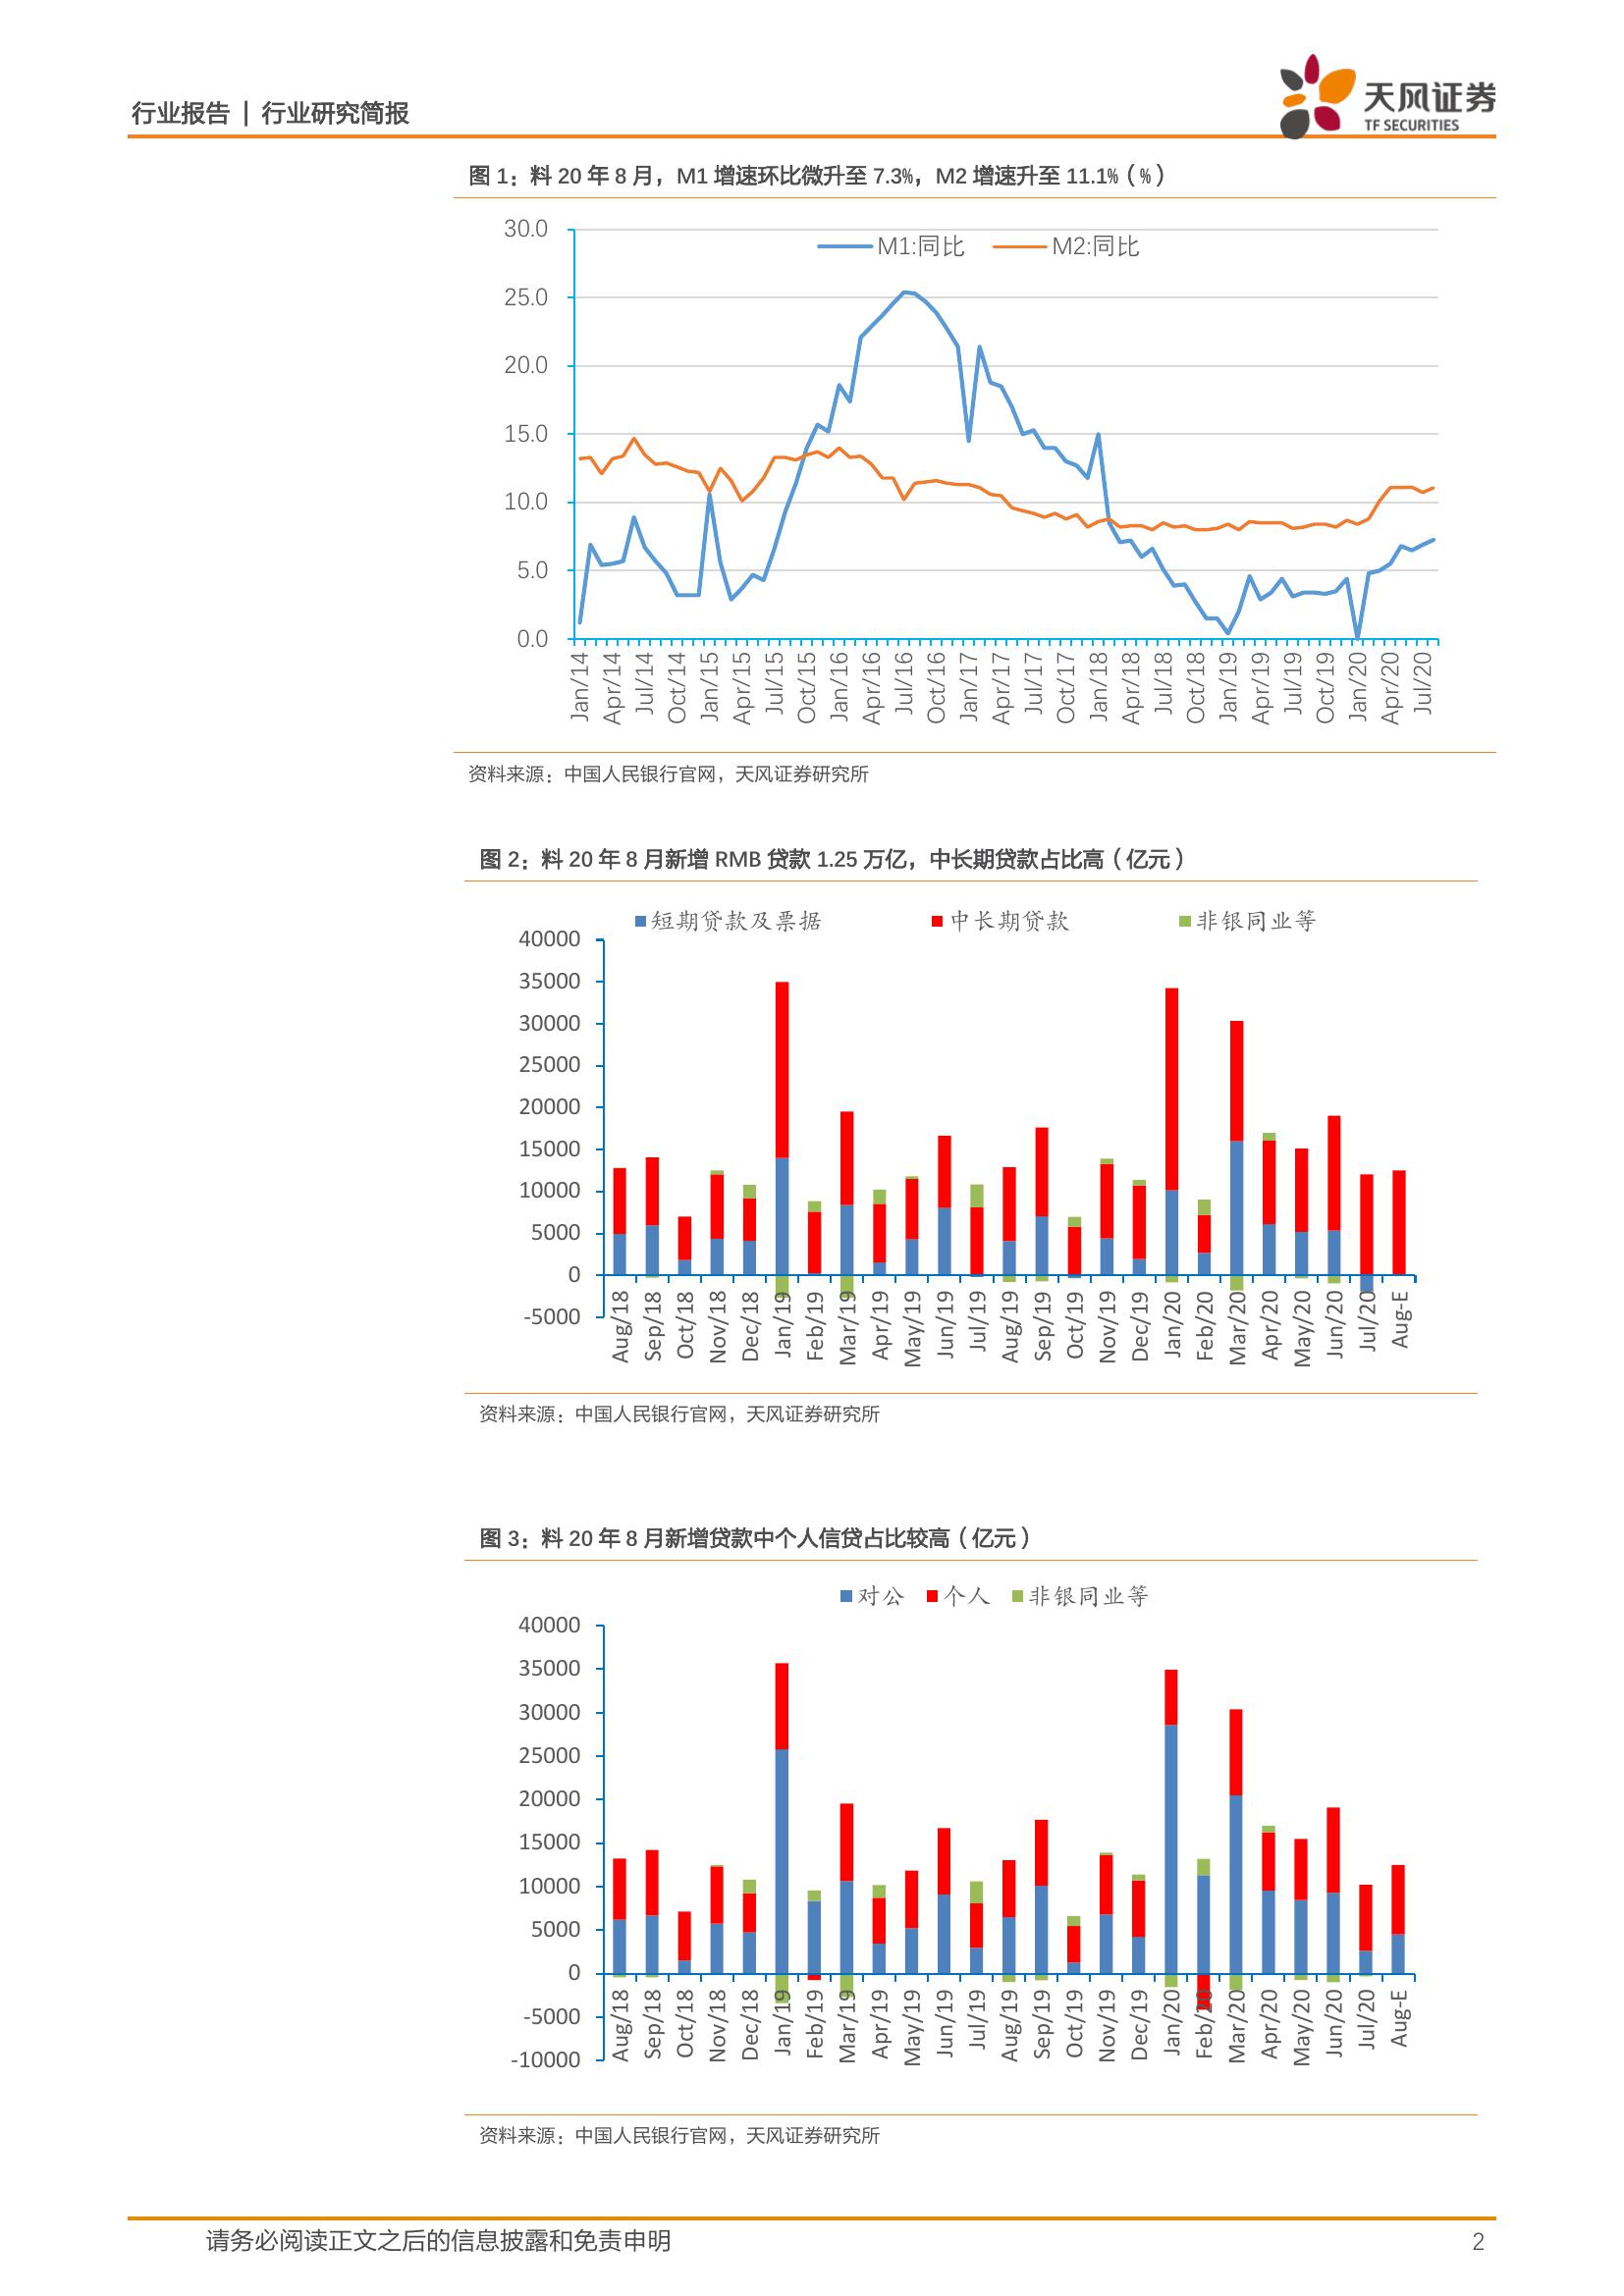 行业报告 | 行业研究简报
天风证券
TF SECURITIES
图 1：料 20 年 8 月，M1 增速环比微升至 7.3%，M2 增速升至 11.1%（%）
M1:同比 M2:同比
30.0
25.0
20.0
15.0
10.0
5.0
0.0
Jan/14 Apr/14 Jul/14 Oct/14 Jan/15 Apr/15 Jul/15 Oct/15 Jan/16 Apr/16 Jul/16 Oct/16 Jan/17 Apr/17 Jul/17 Oct/17 Jan/18 Apr/18 Jul/18 Oct/18 Jan/19 Apr/19 Jul/19 Oct/19 Jan/20 Apr/20 Jul/20
资料来源：中国人民银行官网，天风证券研究所
图 2：料 20 年 8 月新增 RMB 贷款 1.25 万亿，中长期贷款占比高（亿元）
短期贷款及票据 中长期贷款 非银同业等
40000
35000
30000
25000
20000
15000
10000
5000
0
-5000
Aug/18 Sep/18 Oct/18 Nov/18 Dec/18 Jan/19 Feb/19 Mar/19 Apr/19 May/19 Jun/19 Jul/19 Aug/19 Sep/19 Oct/19 Nov/19 Dec/19 Jan/20 Feb/20 Mar/20 Apr/20 May/20 Jun/20 Jul/20 Aug-E
资料来源：中国人民银行官网，天风证券研究所
图 3：料 20 年 8 月新增贷款中个人信贷占比较高（亿元）
对公 个人 非银同业等
40000
35000
30000
25000
20000
15000
10000
5000
0
-5000
-10000
Aug/18 Sep/18 Oct/18 Nov/18 Dec/18 Jan/19 Feb/19 Mar/19 Apr/19 May/19 Jun/19 Jul/19 Aug/19 Sep/19 Oct/19 Nov/19 Dec/19 Jan/20 Feb/20 Mar/20 Apr/20 May/20 Jun/20 Jul/20 Aug-E
资料来源：中国人民银行官网，天风证券研究所
请务必阅读正文之后的信息披露和免责申明 2